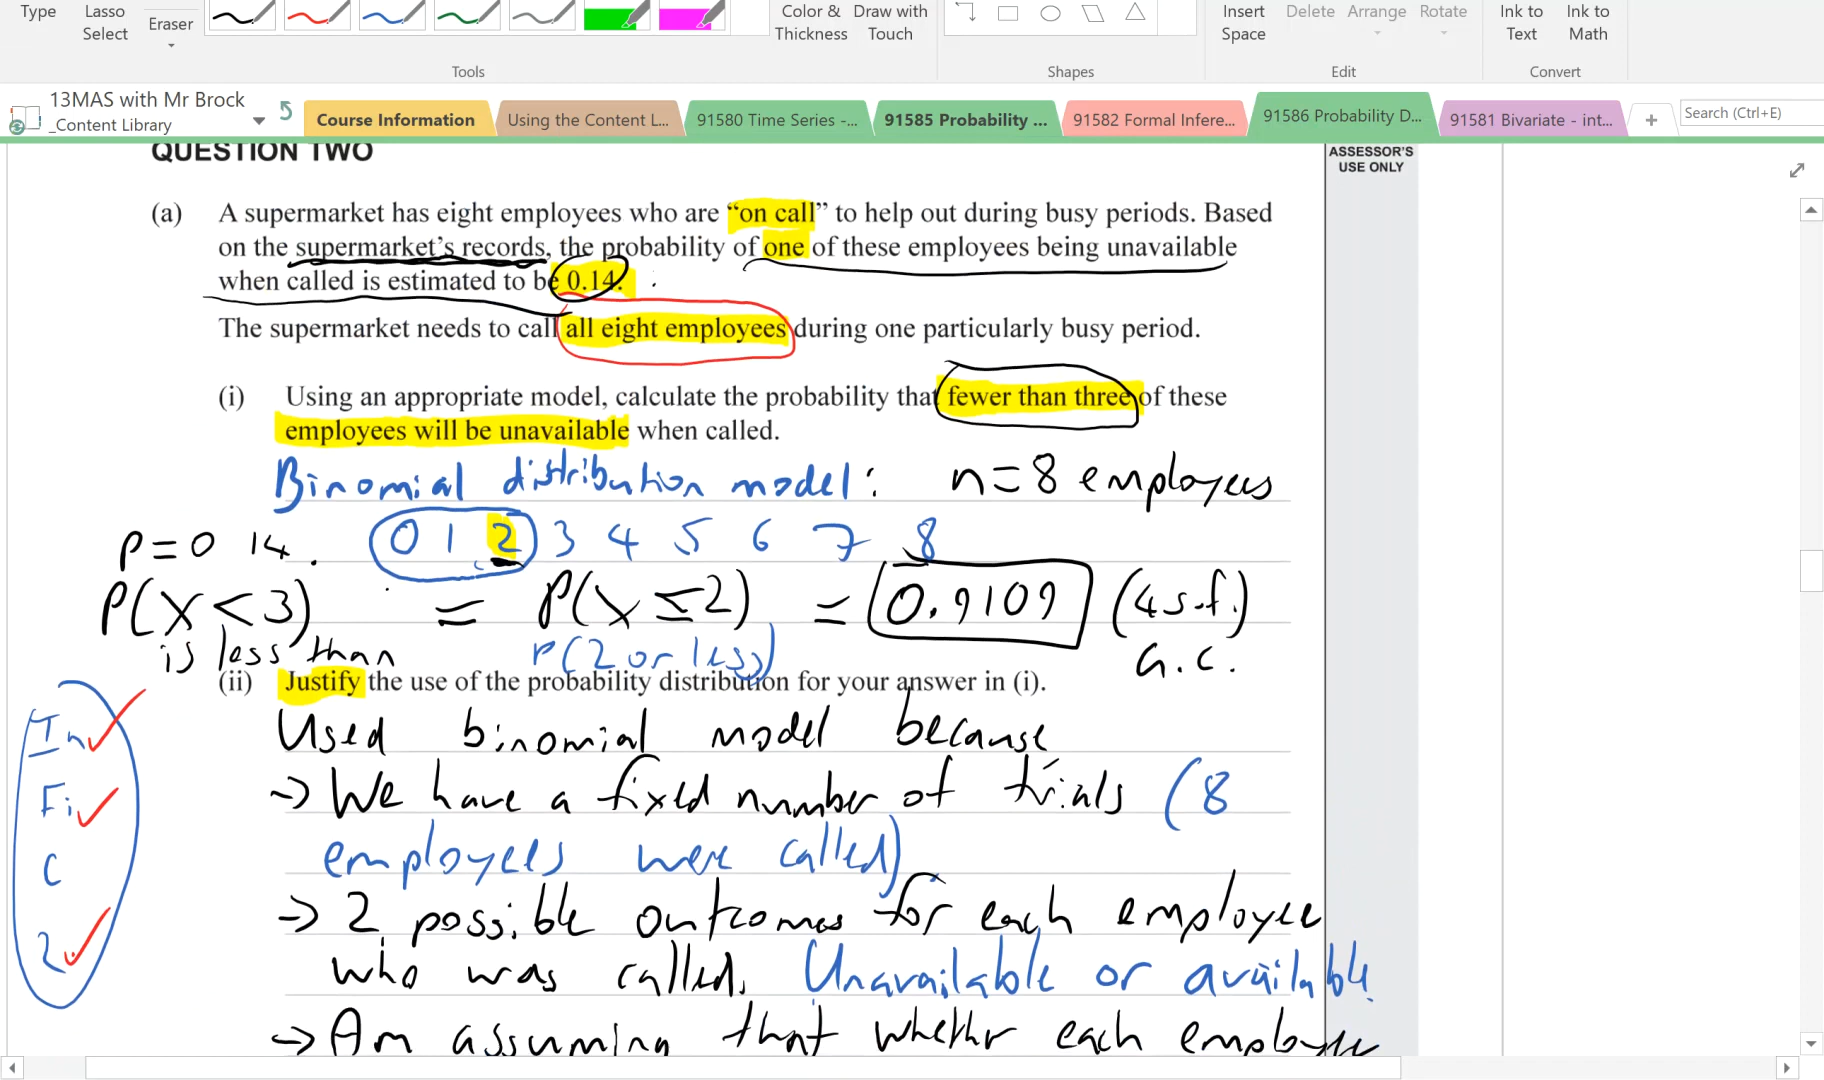 Type
Lasso
Select
Eraser
Color &
Thickness
Draw with
Touch
Insert
Space
Delete
Arrange
Rotate
Ink to
Text
Ink to
Math
Tools
Shapes
Edit
Convert
13MAS with Mr Brock
_Content Library
Course Information
Using the Content L...
91580 Time Series -...
91585 Probability ...
91582 Formal Infere...
91586 Probability D...
91581 Bivariate - int...
+
Search (Ctrl+E)
QUESTION TWO
ASSESSOR'S
USE ONLY
(a) A supermarket has eight employees who are “on call” to help out during busy periods. Based
on the supermarket's records, the probability of one of these employees being unavailable
when called is estimated to be 0.14.
The supermarket needs to call all eight employees during one particularly busy period.
(i) Using an appropriate model, calculate the probability that fewer than three of these
employees will be unavailable when called.
Binomial distribution model: n=8 employees
P=0.14 0 1 2 3 4 5 6 7 8
P(X<3) = P(X≤2) = 0.9109 (4 s.f.)
is less than P(2 or less) G.C.
(ii) Justify the use of the probability distribution for your answer in (i).
In
Fi
C
2
Used binomial model because
→ We have a fixed number of trials (8
employees were called)
→ 2 possible outcomes for each employee
who was called. Unavailable or available
→ Am assuming that whether each employee